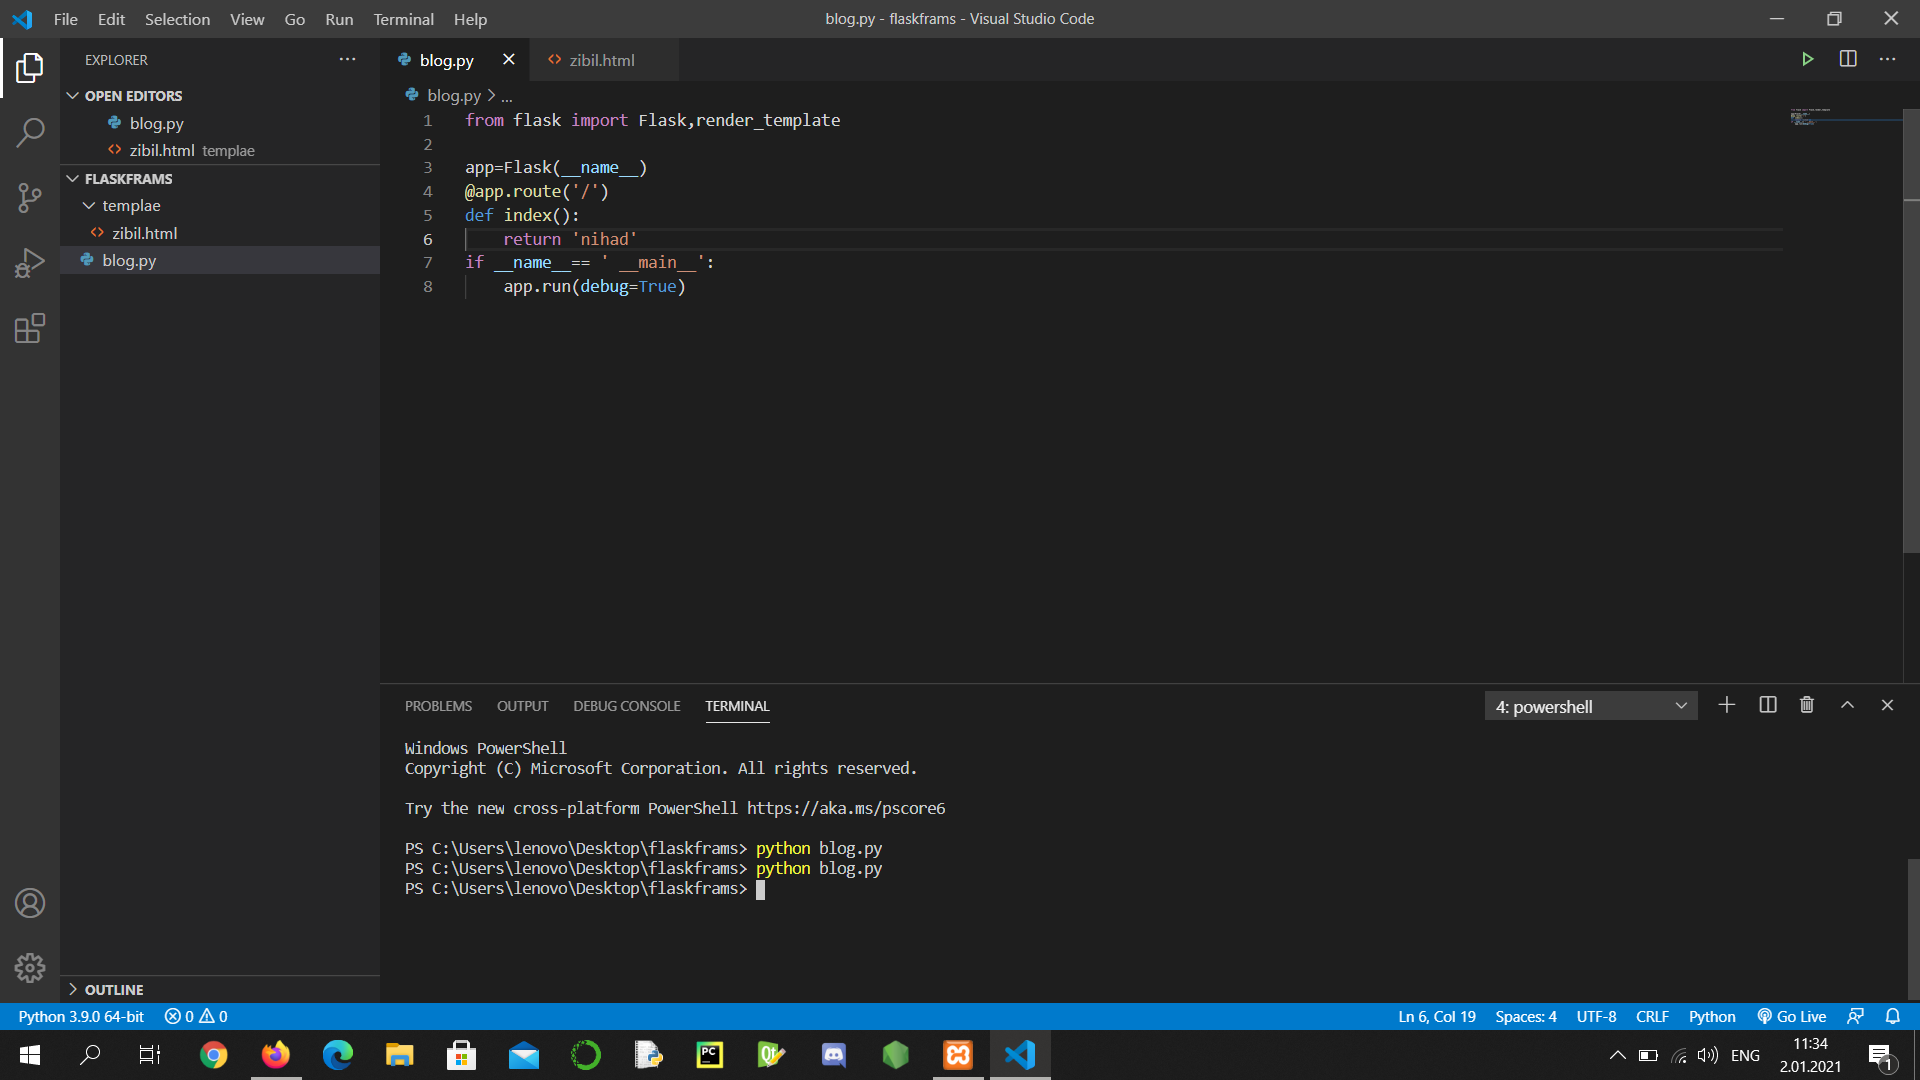 File Edit Selection View Go Run Terminal Help
blog.py - flaskframs - Visual Studio Code
EXPLORER
OPEN EDITORS
blog.py
zibil.html templae
FLASKFRAMS
templae
zibil.html
blog.py
OUTLINE
blog.py
zibil.html
blog.py > ...
1 from flask import Flask,render_template
2
3 app=Flask(__name__)
4 @app.route('/')
5 def index():
6 return 'nihad'
7 if __name__== ' __main__':
8 app.run(debug=True)
PROBLEMS OUTPUT DEBUG CONSOLE TERMINAL
4: powershell
Windows PowerShell
Copyright (C) Microsoft Corporation. All rights reserved.
Try the new cross-platform PowerShell https://aka.ms/pscore6
PS C:\Users\lenovo\Desktop\flaskframs> python blog.py
PS C:\Users\lenovo\Desktop\flaskframs> python blog.py
PS C:\Users\lenovo\Desktop\flaskframs>
Python 3.9.0 64-bit 0 0
Ln 6, Col 19 Spaces: 4 UTF-8 CRLF Python Go Live
PC
Qt
ENG
11:34
2.01.2021
1